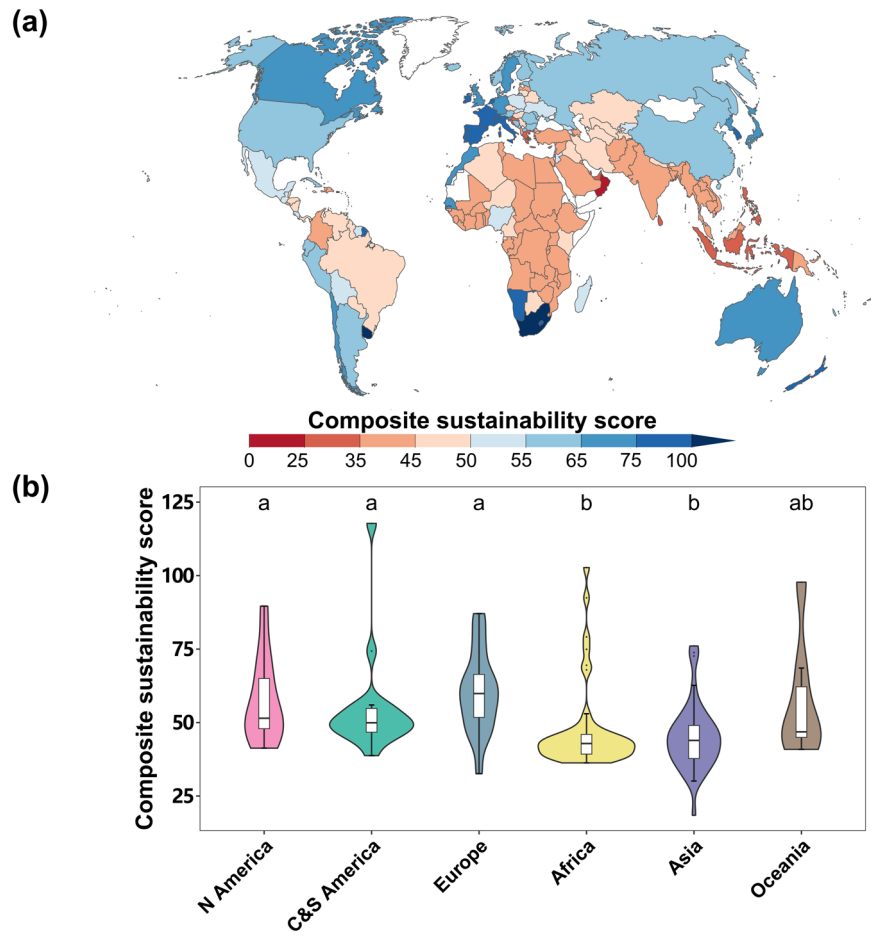 (a)
Composite sustainability score
0 25 35 45 50 55 65 75 100
(b)
Composite sustainability score
125
100
75
50
25
a a a b b ab
N America
C&S America
Europe
Africa
Asia
Oceania